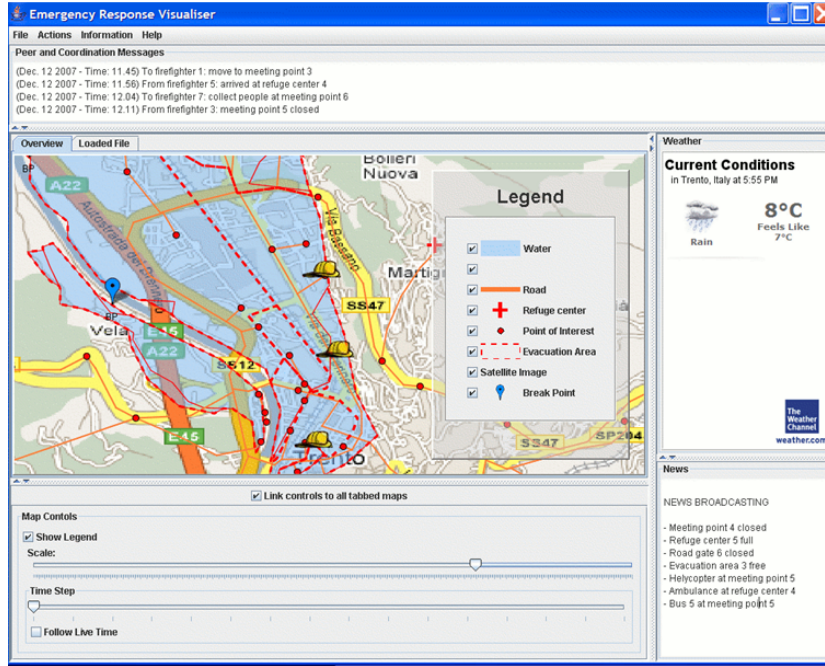 Emergency Response Visualiser
File Actions Information Help
Peer and Coordination Messages
(Dec. 12 2007 - Time: 11.45) To firefighter 1: move to meeting point 3
(Dec. 12 2007 - Time: 11.56) From firefighter 5: arrived at refuge center 4
(Dec. 12 2007 - Time: 12.04) To firefighter 7: collect people at meeting point 6
(Dec. 12 2007 - Time: 12.11) From firefighter 3: meeting point 5 closed
Overview Loaded File
BP
A22
Autostrada del Brennero
Bolleri
Nuova
Via Bassano
Martig
SS47
BP
Vela
E45
A22
SS12
E45
Trento
S347
SP204
Legend
Water
Road
Refuge center
Point of Interest
Evacuation Area
Satellite Image
Break Point
Link controls to all tabbed maps
Map Contols
Show Legend
Scale:
Time Step
Follow Live Time
Weather
Current Conditions
in Trento, Italy at 5:55 PM
Rain
8°C
Feels Like
7°C
The
Weather
Channel
weather.com
News
NEWS BROADCASTING
- Meeting point 4 closed
- Refuge center 5 full
- Road gate 6 closed
- Evacuation area 3 free
- Helycopter at meeting point 5
- Ambulance at refuge center 4
- Bus 5 at meeting point 5